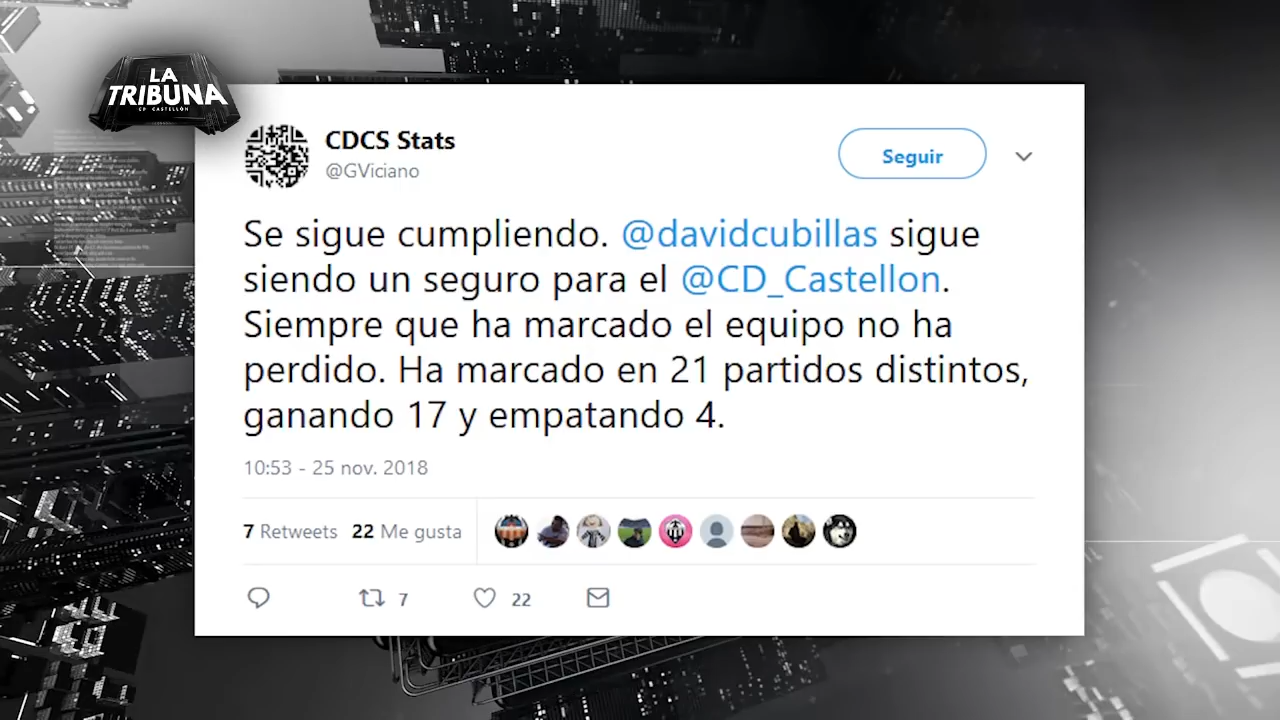 LA
TRIBUNA
CD CASTELLÓN
CDCS Stats
@GViciano
Seguir
Se sigue cumpliendo. @davidcubillas sigue
siendo un seguro para el @CD_Castellon.
Siempre que ha marcado el equipo no ha
perdido. Ha marcado en 21 partidos distintos,
ganando 17 y empatando 4.
10:53 - 25 nov. 2018
7 Retweets 22 Me gusta
7 22